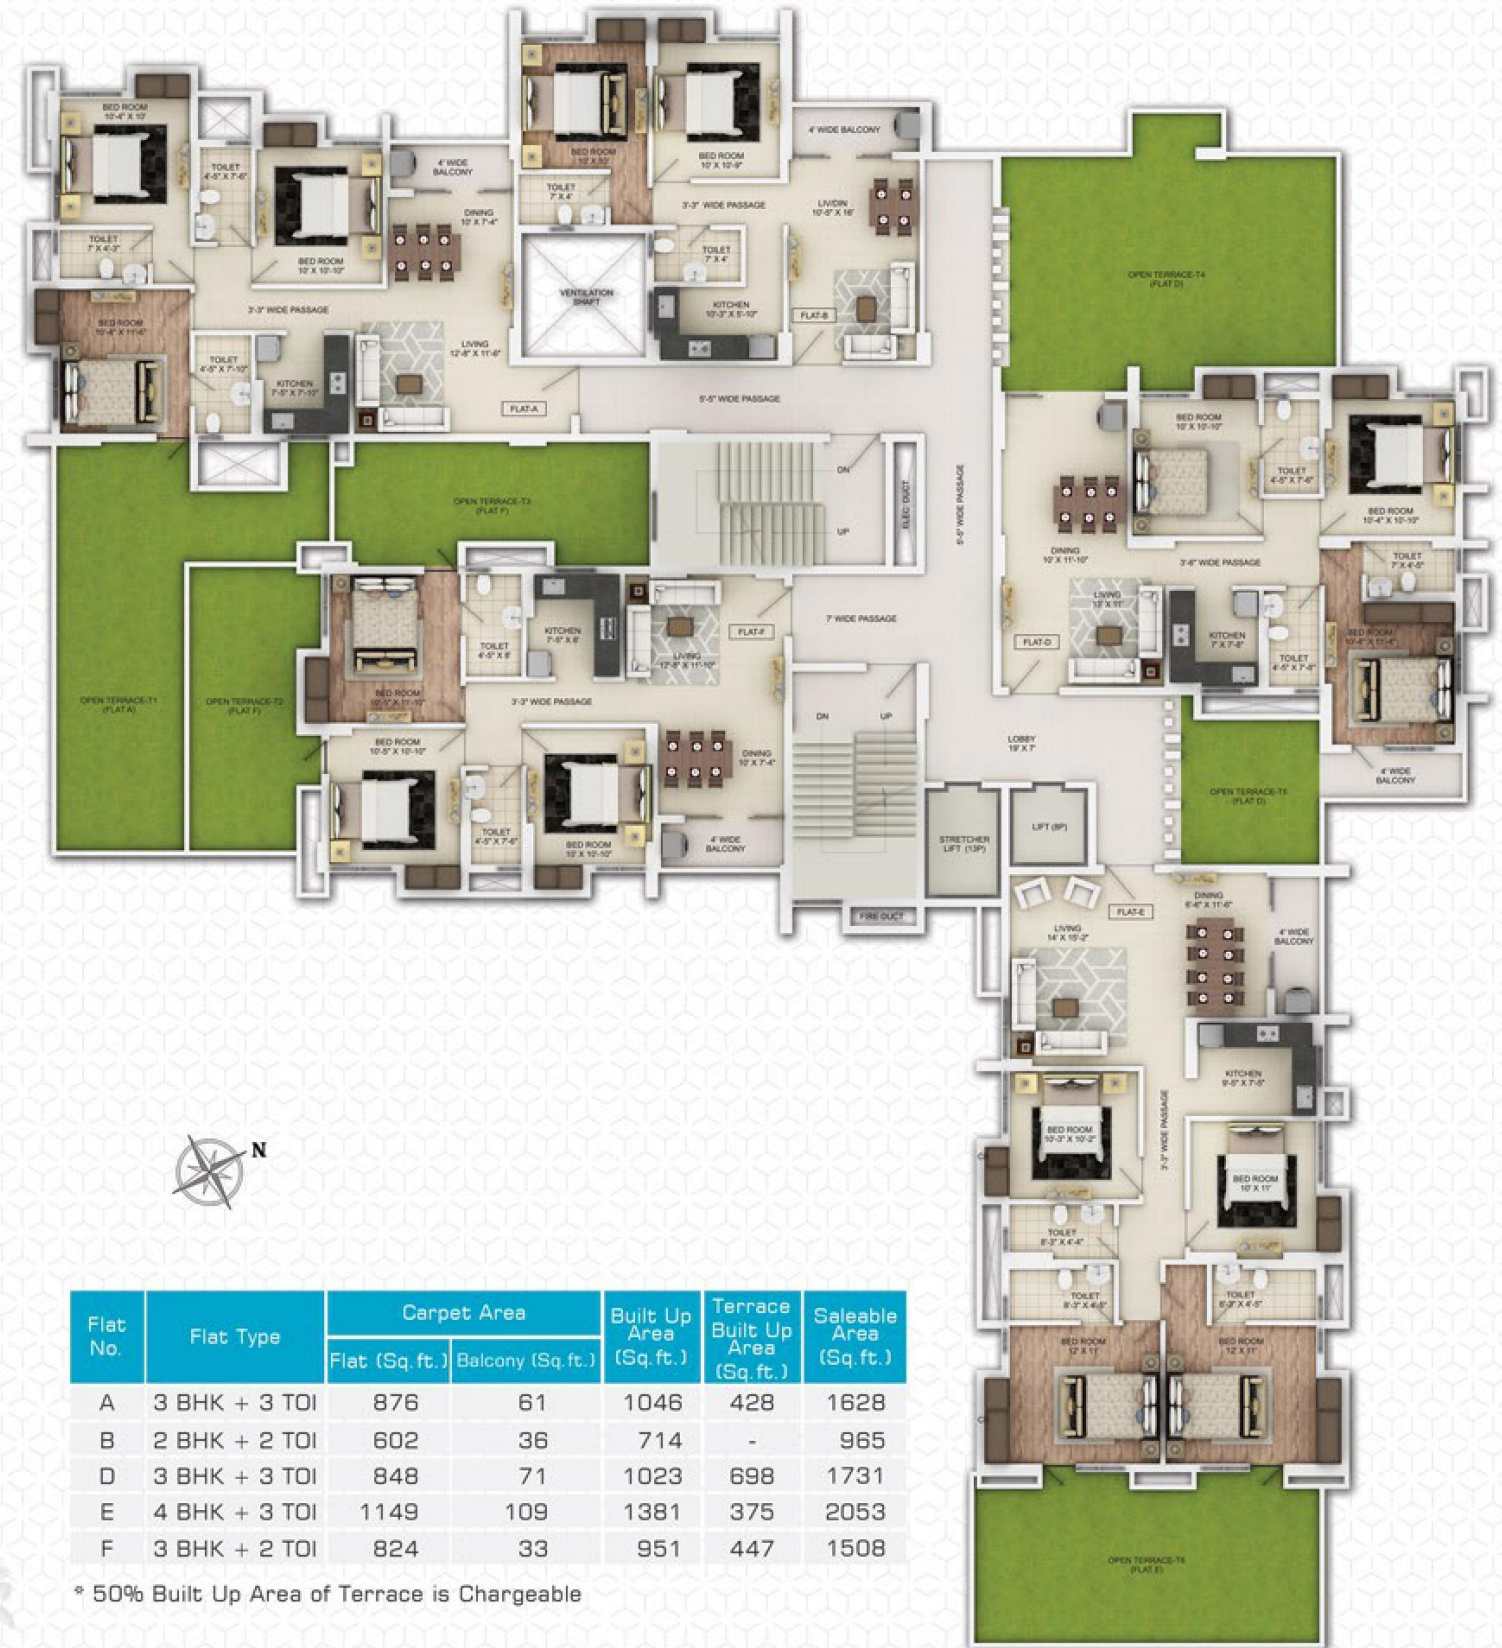 BED ROOM
10'-4" X 10'
TOILET
4'-5" X 7'-6"
4' WIDE
BALCONY
DINING
10' X 7'-4"
BED ROOM
10' X 10'-10"
TOILET
7' X 4'-3"
3'-3" WIDE PASSAGE
BED ROOM
TOILET
4'-5" X 7'-10"
KITCHEN
7'-5" X 7'-10"
LIVING
12'-8" X 11'-6"
FLAT-A
BED ROOM
10' X 10'
BED ROOM
10' X 10'-9"
4' WIDE BALCONY
TOILET
7' X 4'
3'-3" WIDE PASSAGE
LIV/DIN
10'-5" X 16'
TOILET
7' X 4'
VENTILATION
SHAFT
KITCHEN
10'-3" X 5'-10"
FLAT-B
5'-5" WIDE PASSAGE
OPEN TERRACE-T4
(FLAT D)
BED ROOM
10' X 10'-10"
TOILET
4'-5" X 7'-6"
BED ROOM
10'-4" X 10'-10"
DINING
10' X 11'-10"
3'-6" WIDE PASSAGE
TOILET
7' X 4'-5"
LIVING
13' X 11'
KITCHEN
7' X 7'-8"
TOILET
4'-5" X 7'-8"
BED ROOM
FLAT-D
4' WIDE
BALCONY
OPEN TERRACE-T3
(FLAT F)
DN
UP
ELEC DUCT
5'-5" WIDE PASSAGE
7' WIDE PASSAGE
OPEN TERRACE-T1
(FLAT A)
OPEN TERRACE-T2
(FLAT F)
TOILET
4'-5" X 8'
KITCHEN
7'-5" X 8'
FLAT-F
LIVING
12'-8" X 11'-10"
BED ROOM
10'-5" X 11'-10"
3'-3" WIDE PASSAGE
BED ROOM
10'-5" X 10'-10"
TOILET
4'-5" X 7'-6"
BED ROOM
10' X 10'-10"
DINING
10' X 7'-4"
4' WIDE
BALCONY
DN
UP
LOBBY
19' X 7'
OPEN TERRACE-T5
(FLAT D)
STRETCHER
LIFT (13P)
LIFT (8P)
FIRE DUCT
FLAT-E
DINING
LIVING
14' X 15'-2"
4' WIDE
BALCONY
KITCHEN
9'-5" X 7'-5"
BED ROOM
10'-3" X 10'-2"
3'-3" WIDE PASSAGE
BED ROOM
10' X 11'
TOILET
8'-3" X 4'-4"
TOILET
8'-3" X 4'-5"
TOILET
8'-3" X 4'-5"
BED ROOM
12' X 11'
BED ROOM
12' X 11'
OPEN TERRACE-T6
(FLAT E)
N
Flat No. Flat Type Carpet Area Built Up Area (Sq.ft.) Terrace Built Up Area (Sq.ft.) Saleable Area (Sq.ft.)
Flat (Sq.ft.) Balcony (Sq.ft.)
A 3 BHK + 3 TOI 876 61 1046 428 1628
B 2 BHK + 2 TOI 602 36 714 - 965
D 3 BHK + 3 TOI 848 71 1023 698 1731
E 4 BHK + 3 TOI 1149 109 1381 375 2053
F 3 BHK + 2 TOI 824 33 951 447 1508
* 50% Built Up Area of Terrace is Chargeable